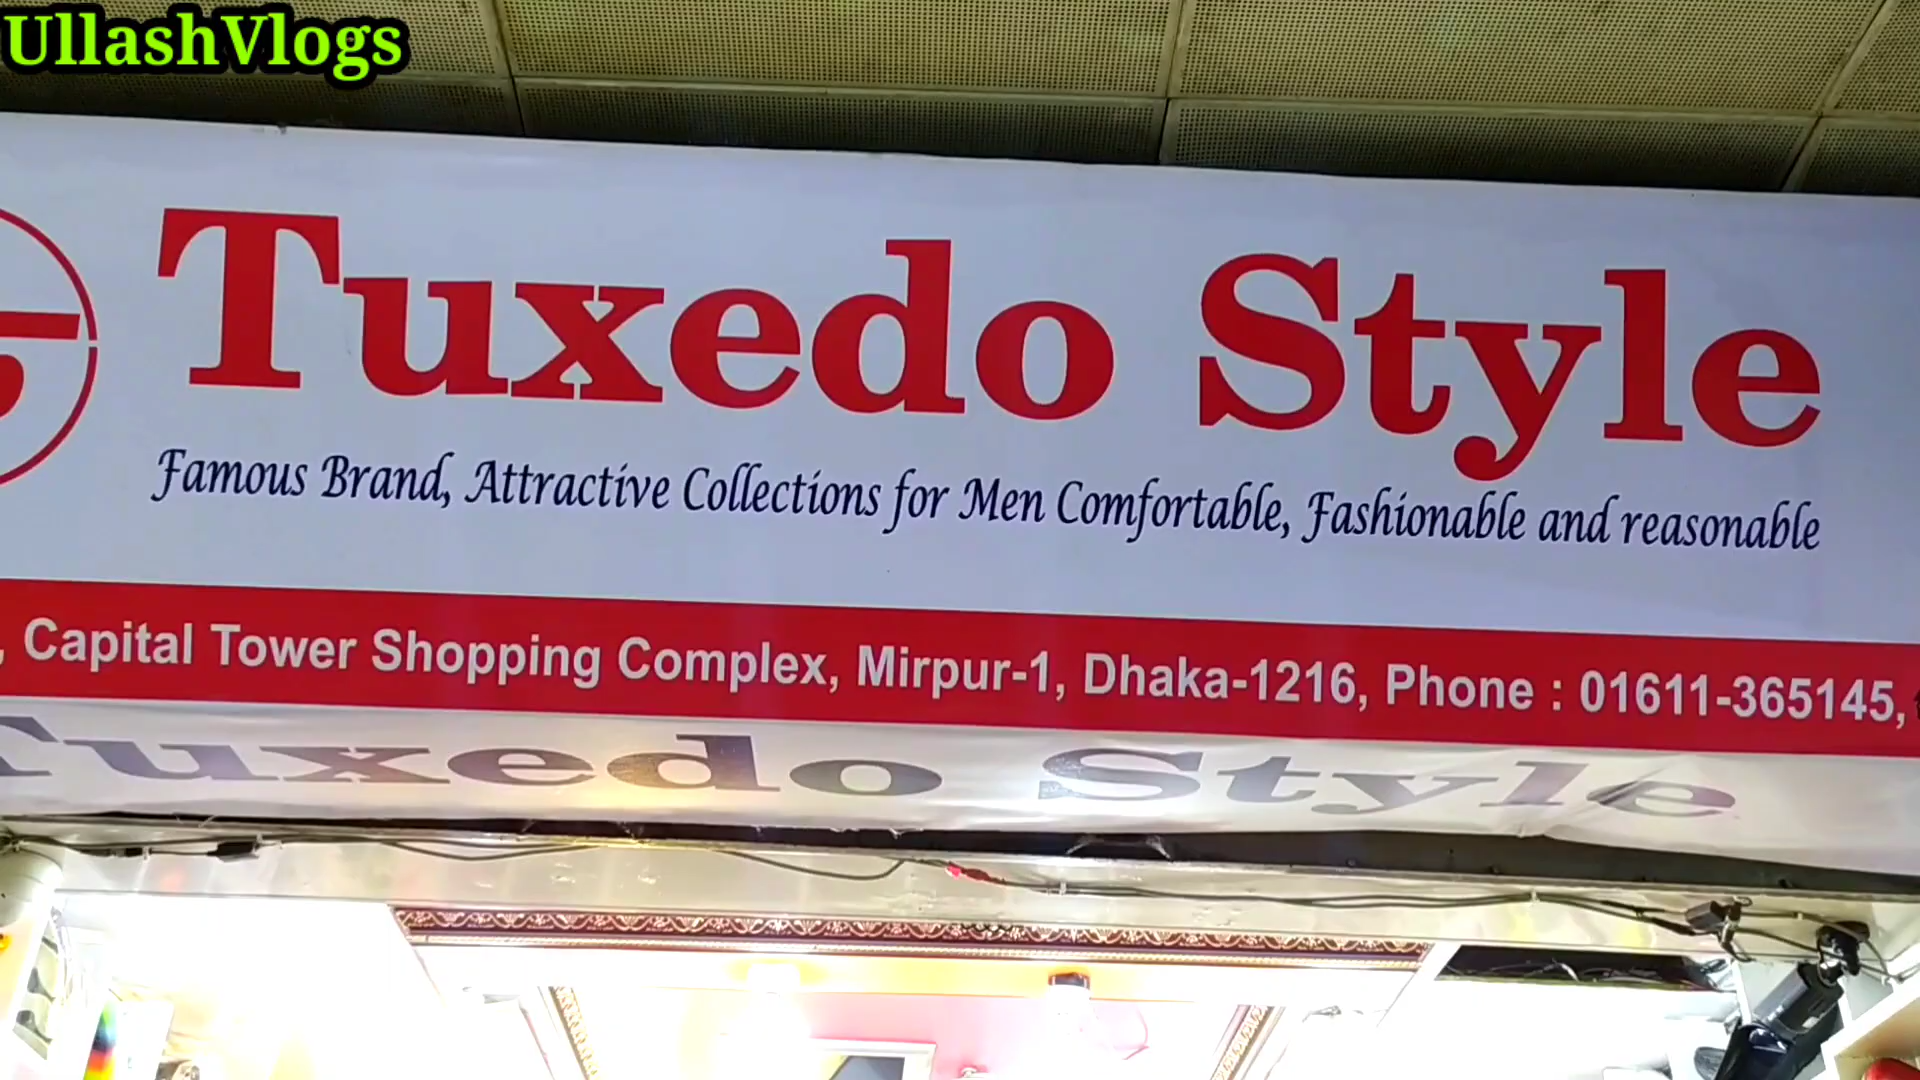 UllashVlogs
Tuxedo Style
Famous Brand, Attractive Collections for Men Comfortable, Fashionable and reasonable
, Capital Tower Shopping Complex, Mirpur-1, Dhaka-1216, Phone : 01611-365145,
Tuxedo Style